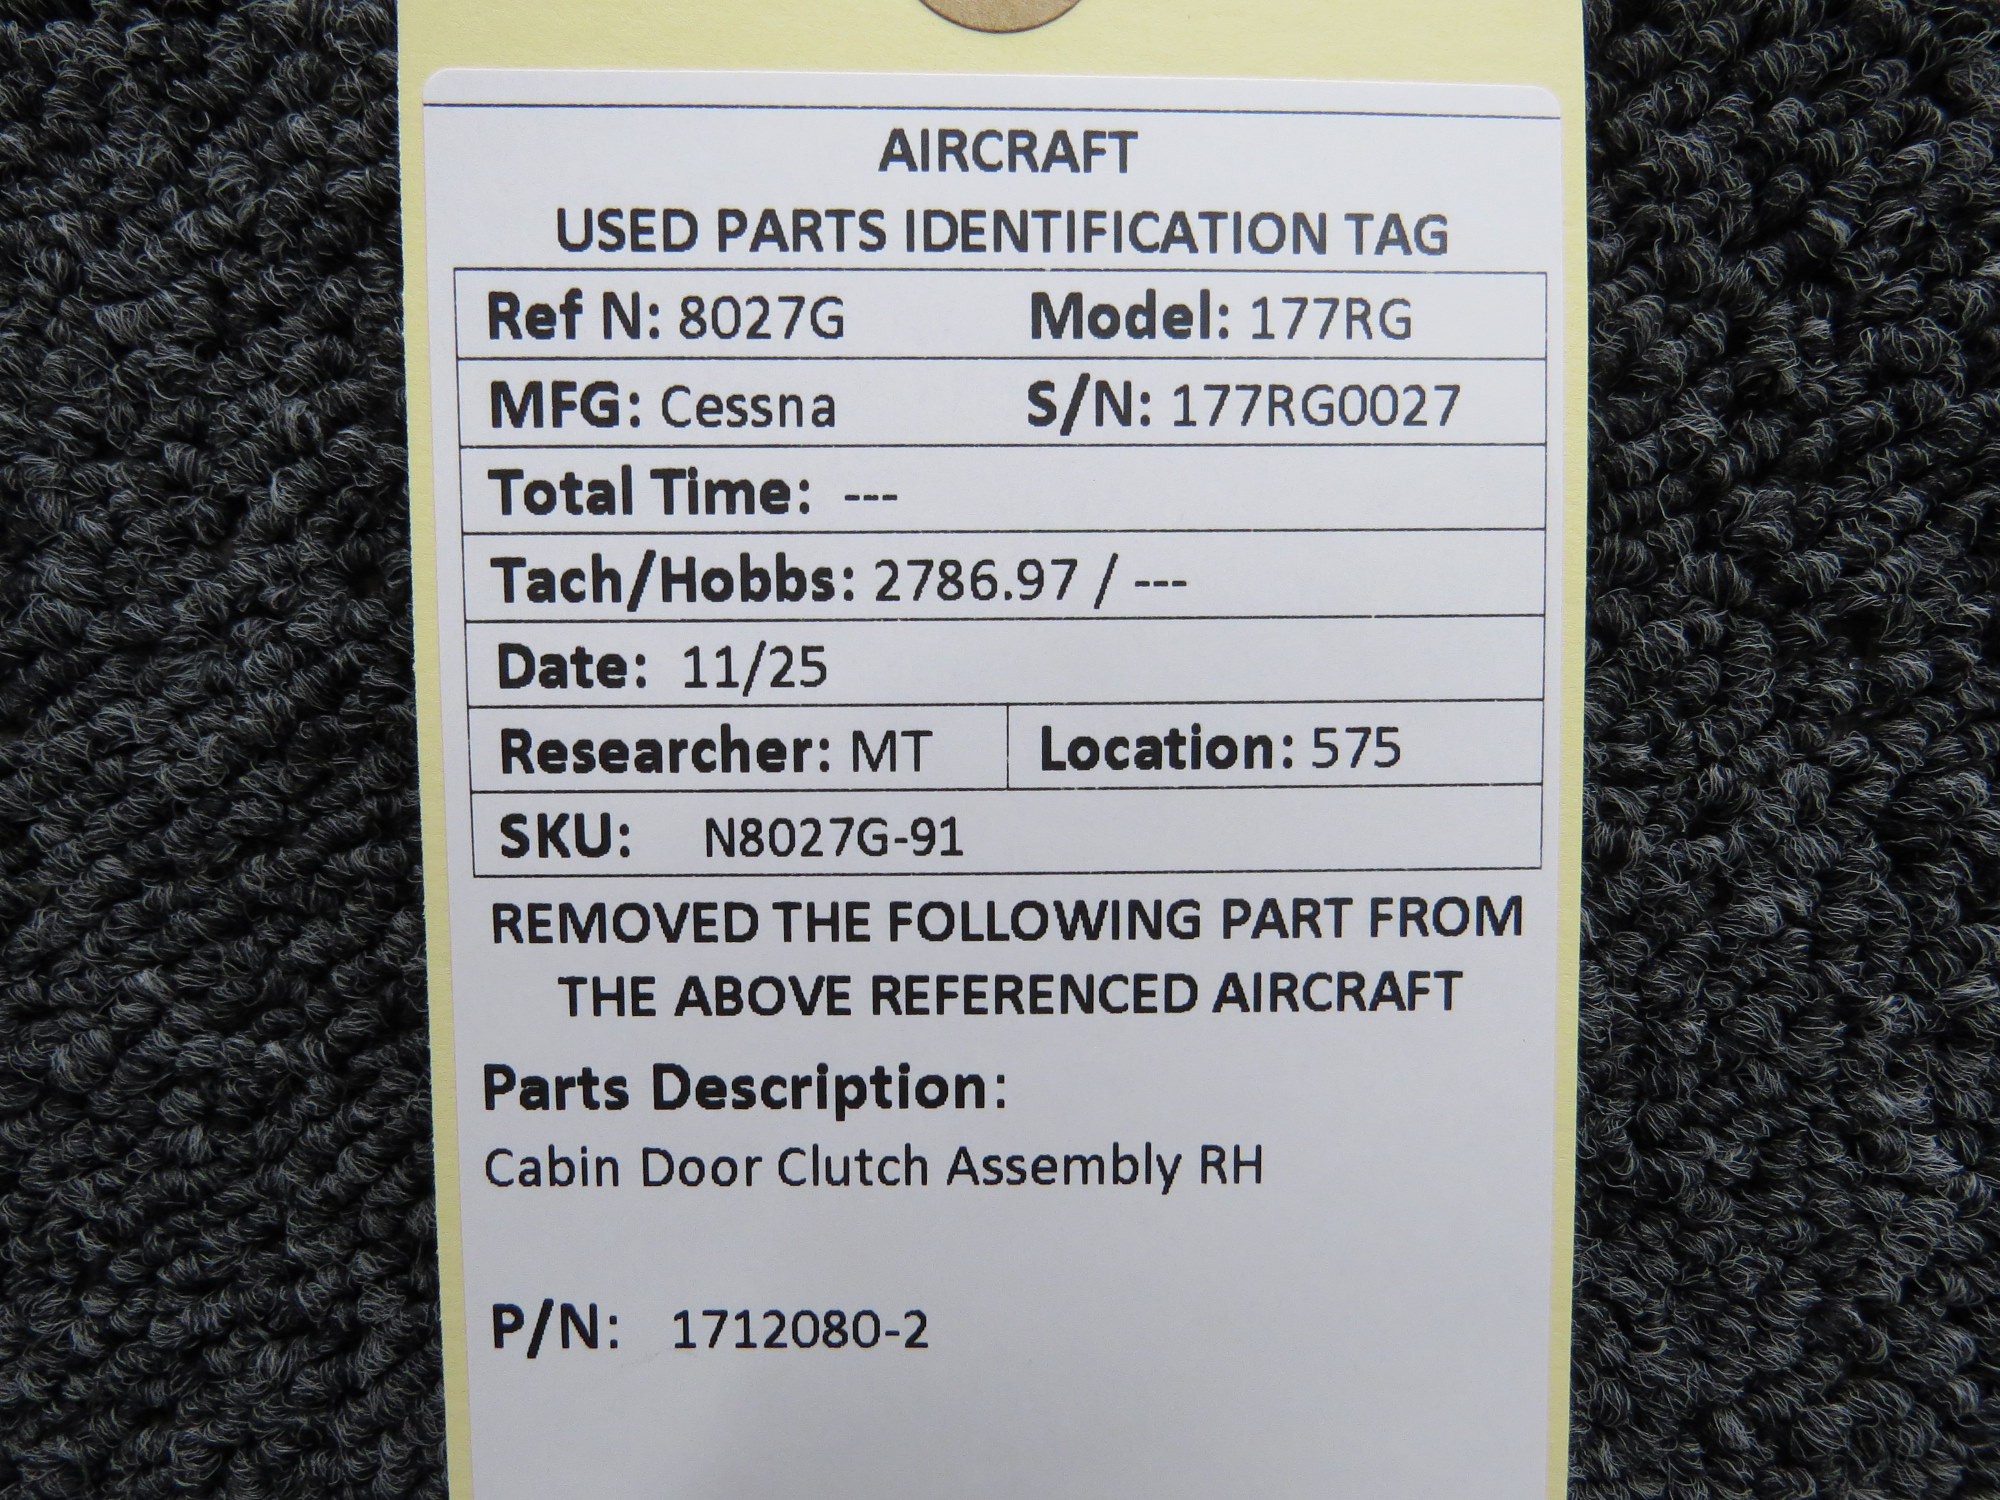 AIRCRAFT
USED PARTS IDENTIFICATION TAG
Ref N: 8027G Model: 177RG
MFG: Cessna S/N: 177RG0027
Total Time: ---
Tach/Hobbs: 2786.97 / ---
Date: 11/25
Researcher: MT Location: 575
SKU: N8027G-91
REMOVED THE FOLLOWING PART FROM
THE ABOVE REFERENCED AIRCRAFT
Parts Description:
Cabin Door Clutch Assembly RH
P/N: 1712080-2